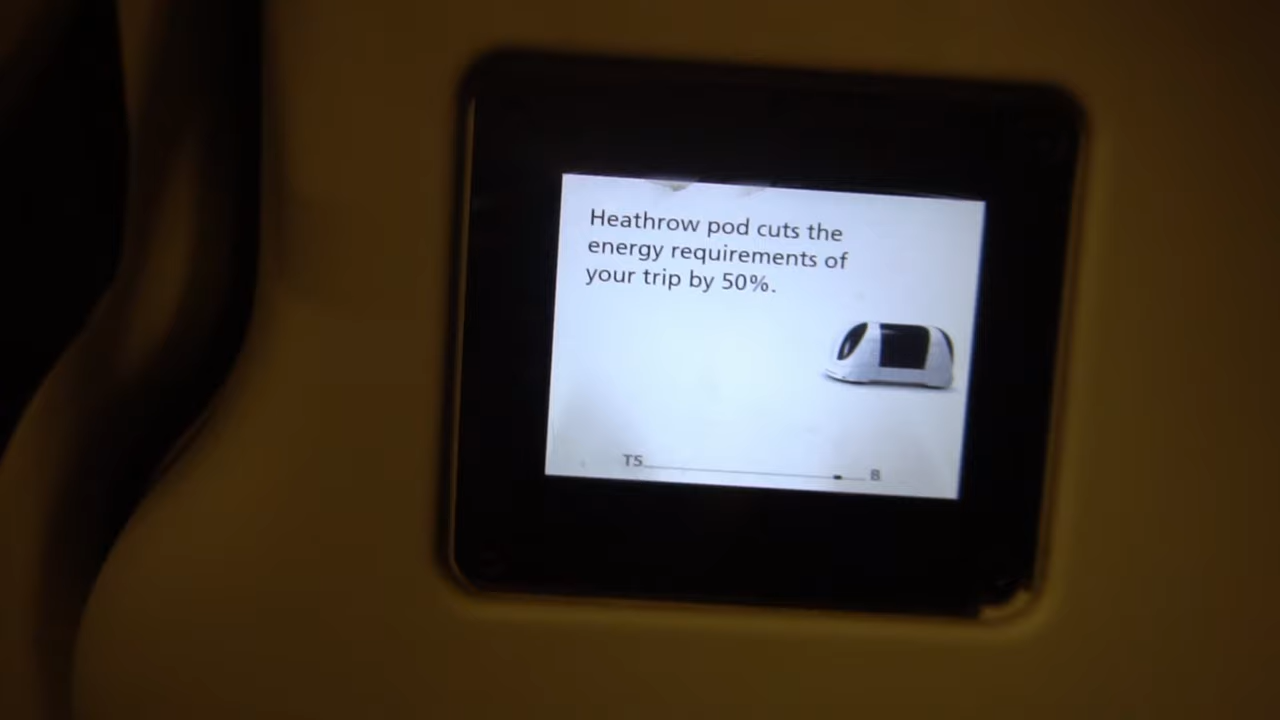 Heathrow pod cuts the
energy requirements of
your trip by 50%.
T5 B